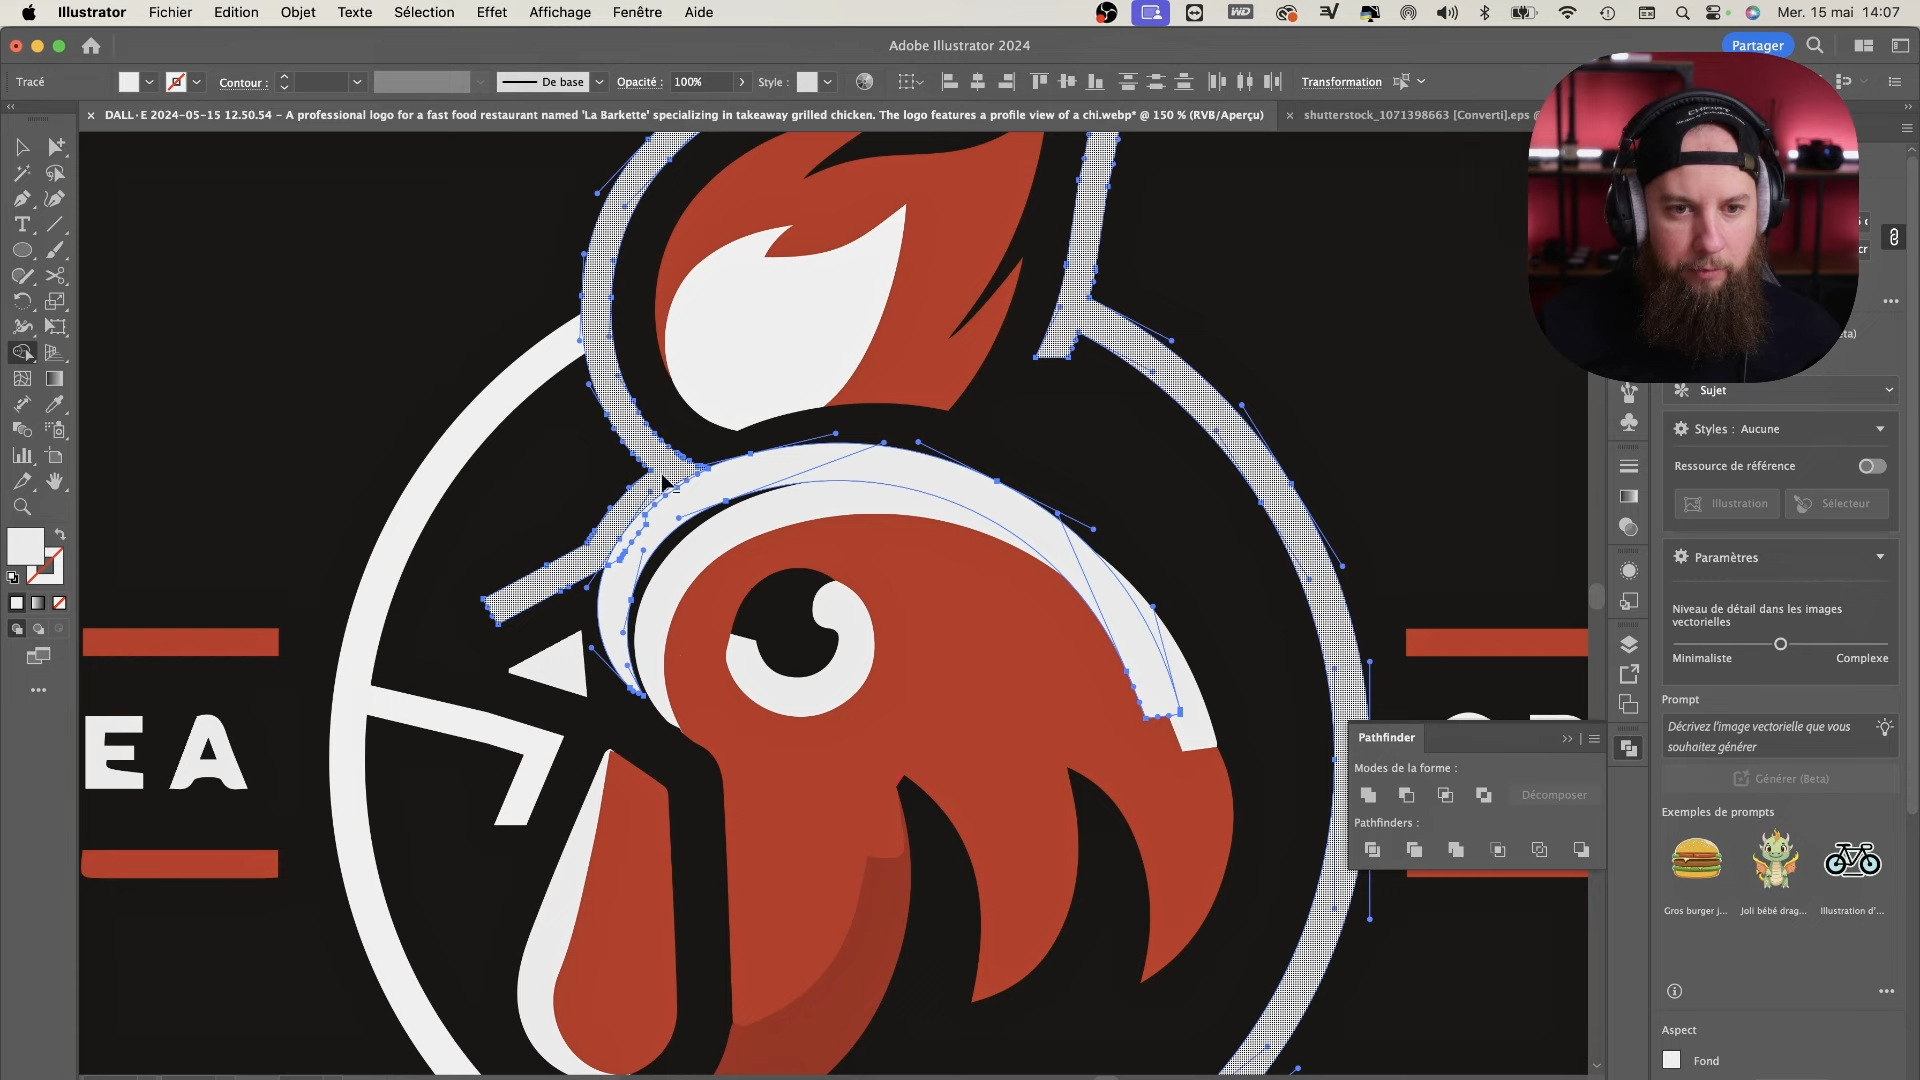 Illustrator Fichier Edition Objet Texte Sélection Effet Affichage Fenêtre Aide
Mer. 15 mai 14:07
Adobe Illustrator 2024
Partager
Tracé
Contour :
De base
Opacité : 100%
Style :
Transformation
× DALL·E 2024-05-15 12.50.54 - A professional logo for a fast food restaurant named 'La Barkette' specializing in takeaway grilled chicken. The logo features a profile view of a chi.webp* @ 150 % (RVB/Aperçu)
× shutterstock_1071398663 [Converti].eps
Sujet
Styles : Aucune
Ressource de référence
Illustration
Sélecteur
Paramètres
Niveau de détail dans les images
vectorielles
Minimaliste
Complexe
Prompt
Décrivez l'image vectorielle que vous
souhaitez générer
Générer (Beta)
Exemples de prompts
Gros burger j...
Joli bébé drag...
Illustration d'...
Aspect
Fond
Pathfinder
Modes de la forme :
Décomposer
Pathfinders :
E A